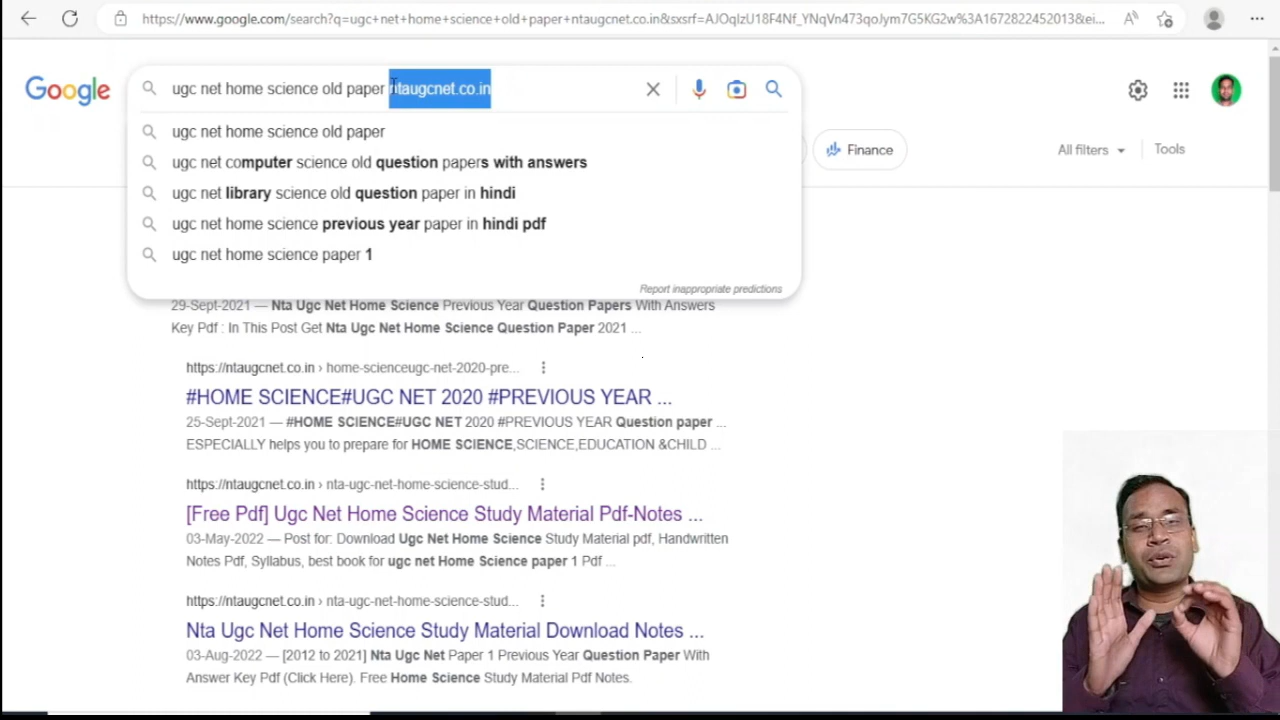 https://www.google.com/search?q=ugc+net+home+science+old+paper+ntaugcnet.co.in&sxsrf=AJOqlzU18F4Nf_YNqVn473qoJym7G5KG2w%3A1672822452013&ei...
Google
ugc net home science old paper ntaugcnet.co.in
ugc net home science old paper
ugc net computer science old question papers with answers
ugc net library science old question paper in hindi
ugc net home science previous year paper in hindi pdf
ugc net home science paper 1
Report inappropriate predictions
Finance
All filters
Tools
29-Sept-2021 — Nta Ugc Net Home Science Previous Year Question Papers With Answers
Key Pdf : In This Post Get Nta Ugc Net Home Science Question Paper 2021 ...
https://ntaugcnet.co.in › home-scienceugc-net-2020-pre...
#HOME SCIENCE#UGC NET 2020 #PREVIOUS YEAR ...
25-Sept-2021 — #HOME SCIENCE#UGC NET 2020 #PREVIOUS YEAR Question paper ...
ESPECIALLY helps you to prepare for HOME SCIENCE,SCIENCE,EDUCATION &CHILD ...
https://ntaugcnet.co.in › nta-ugc-net-home-science-stud...
[Free Pdf] Ugc Net Home Science Study Material Pdf-Notes ...
03-May-2022 — Post for: Download Ugc Net Home Science Study Material pdf, Handwritten
Notes Pdf, Syllabus, best book for ugc net Home Science paper 1 Pdf ...
https://ntaugcnet.co.in › nta-ugc-net-home-science-stud...
Nta Ugc Net Home Science Study Material Download Notes ...
03-Aug-2022 — [2012 to 2021] Nta Ugc Net Paper 1 Previous Year Question Paper With
Answer Key Pdf (Click Here). Free Home Science Study Material Pdf Notes.